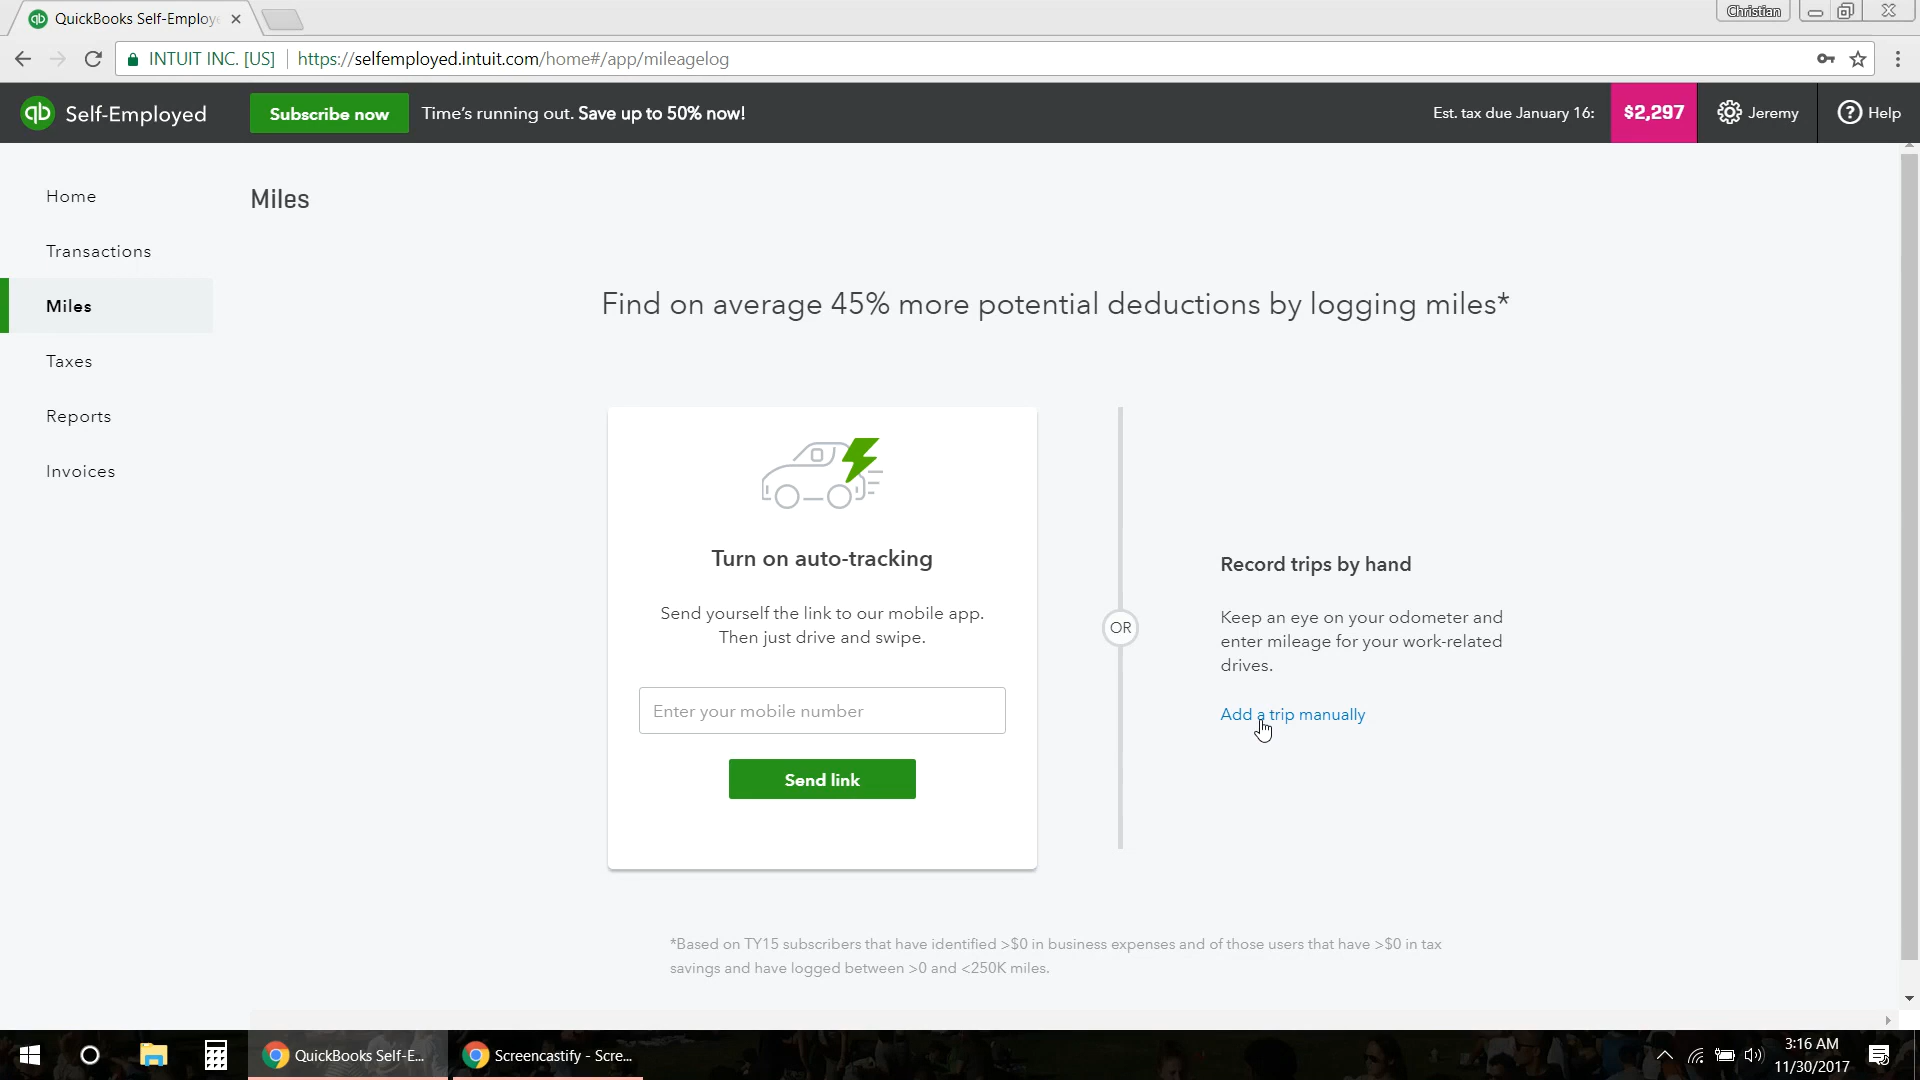 QuickBooks Self-Employ
Christian
INTUIT INC. [US]
https://selfemployed.intuit.com/home#/app/mileagelog
qb Self-Employed
Subscribe now
Time's running out. Save up to 50% now!
Est. tax due January 16:
$2,297
Jeremy
? Help
Home
Transactions
Miles
Taxes
Reports
Invoices
Miles
Find on average 45% more potential deductions by logging miles*
Turn on auto-tracking
Send yourself the link to our mobile app.
Then just drive and swipe.
Enter your mobile number
Send link
OR
Record trips by hand
Keep an eye on your odometer and
enter mileage for your work-related
drives.
Add a trip manually
*Based on TY15 subscribers that have identified >$0 in business expenses and of those users that have >$0 in tax
savings and have logged between >0 and <250K miles.
QuickBooks Self-E...
Screencastify - Scre...
3:16 AM
11/30/2017